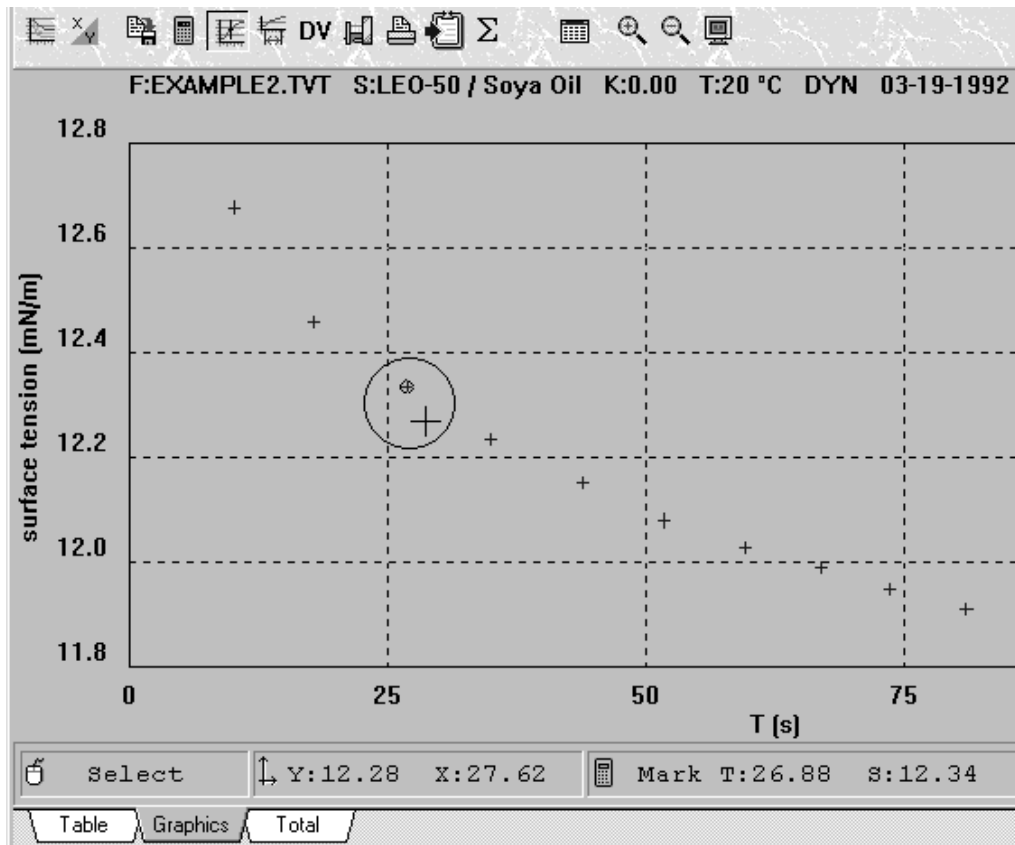 DV Σ
F:EXAMPLE2.TVT S:LEO-50 / Soya Oil K:0.00 T:20 °C DYN 03-19-1992
12.8
12.6
12.4
12.2
12.0
11.8
surface tension (mN/m)
0 25 50 75
T (s)
Select Y:12.28 X:27.62 Mark T:26.88 S:12.34
Table Graphics Total